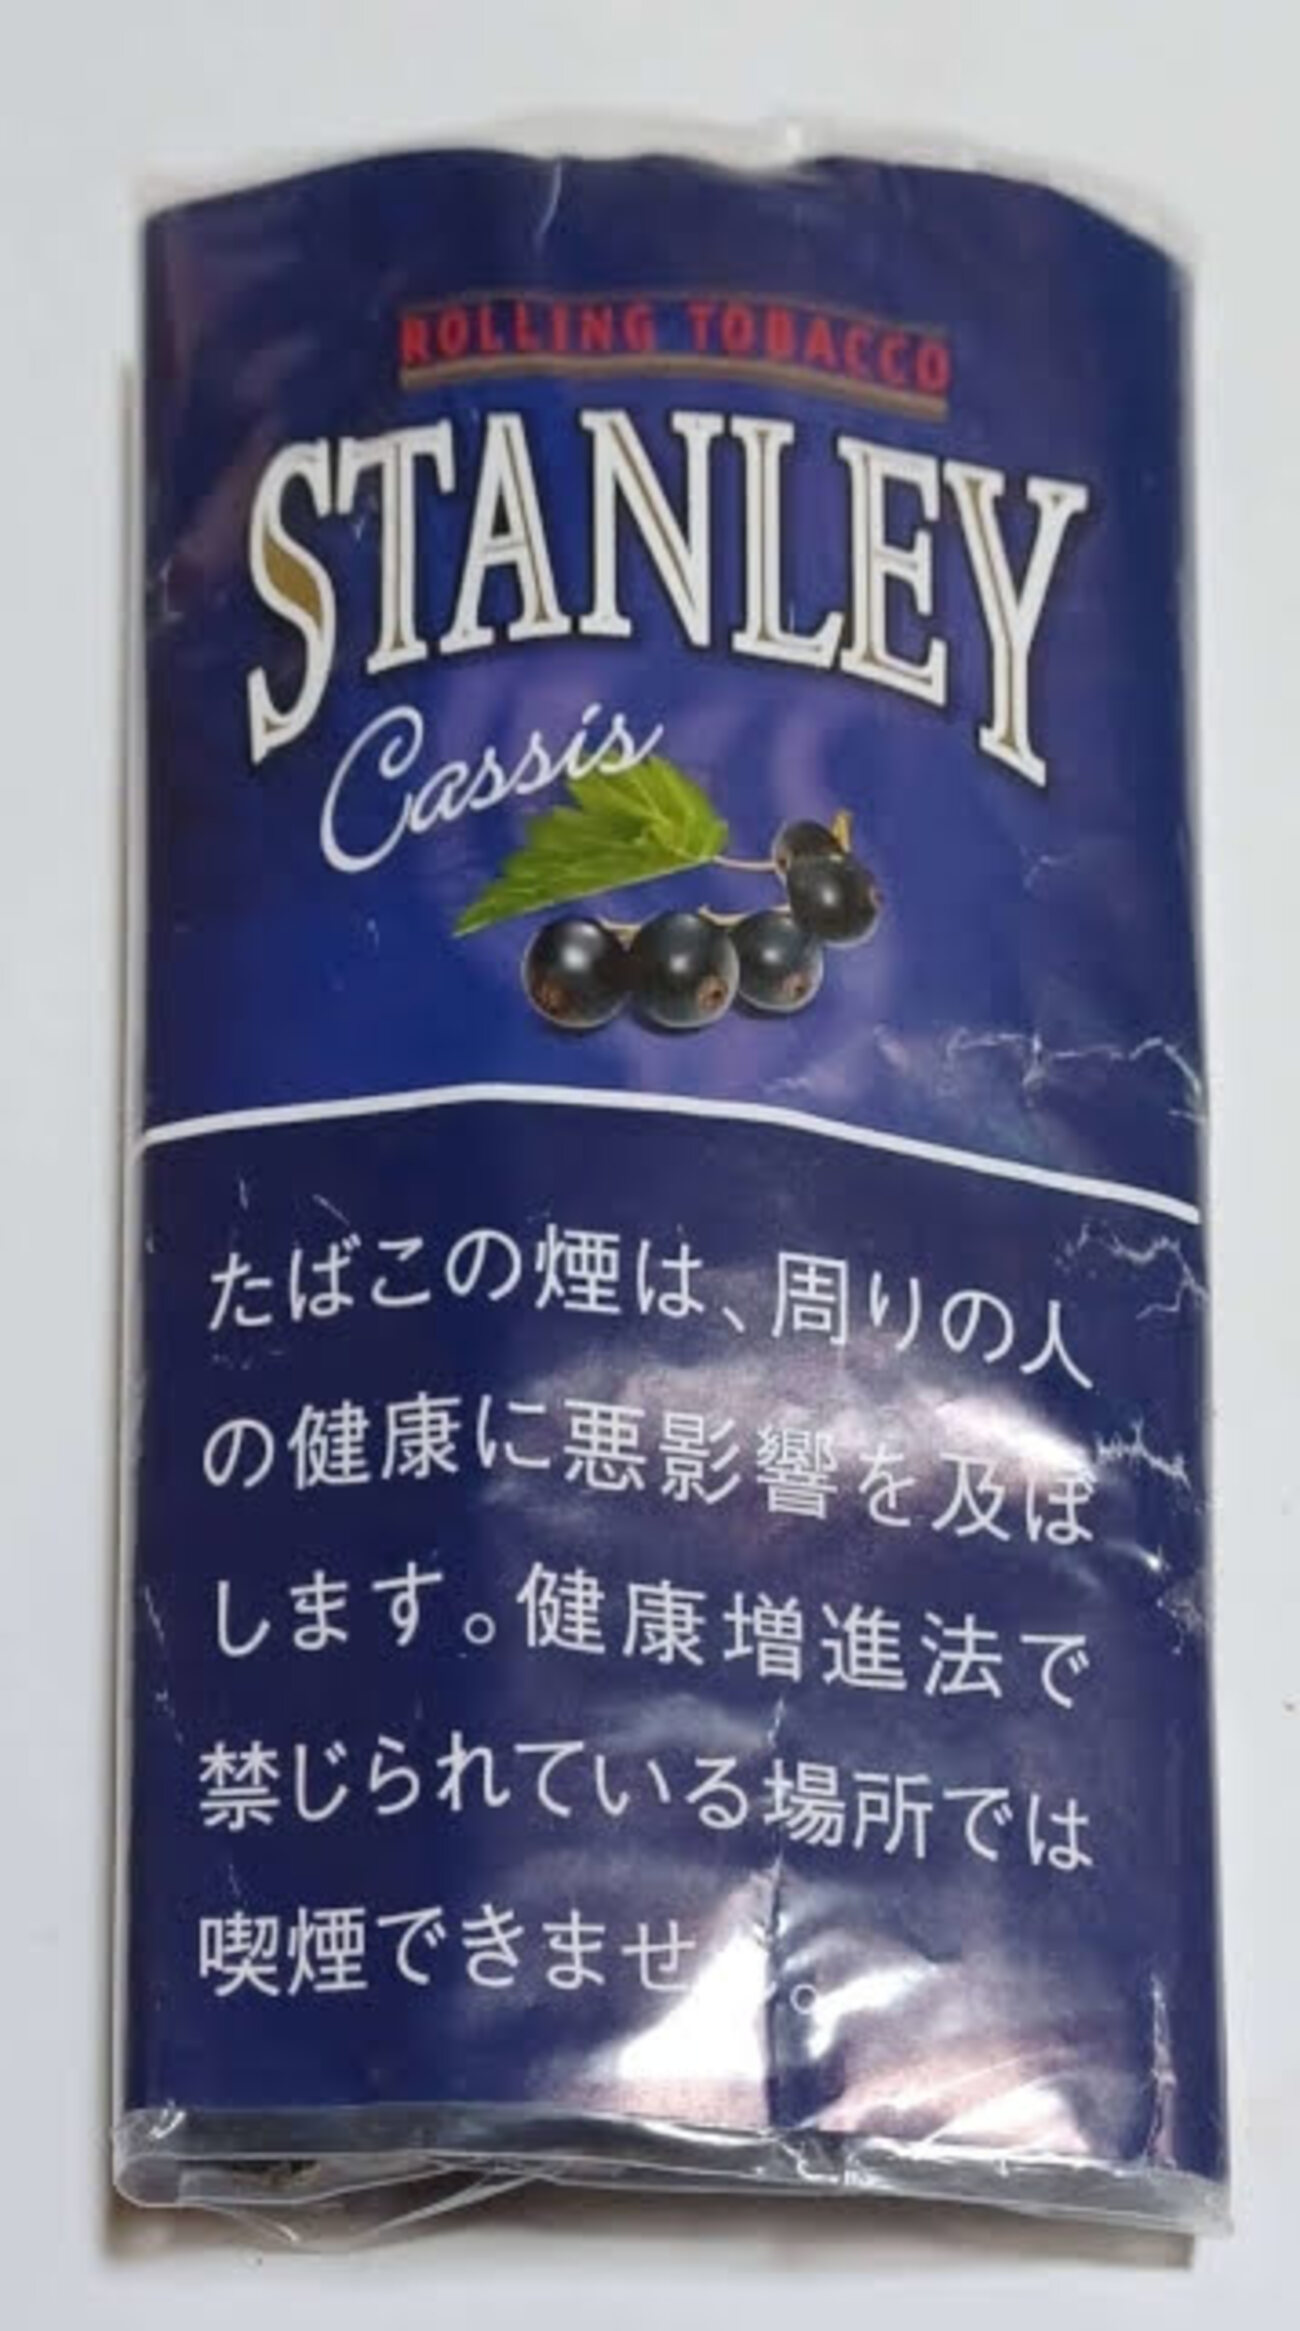 ROLLING TOBACCO
STANLEY
Cassis
たばこの煙は、周りの人
の健康に悪影響を及ぼ
します。健康増進法で
禁じられている場所では
喫煙できませ 。